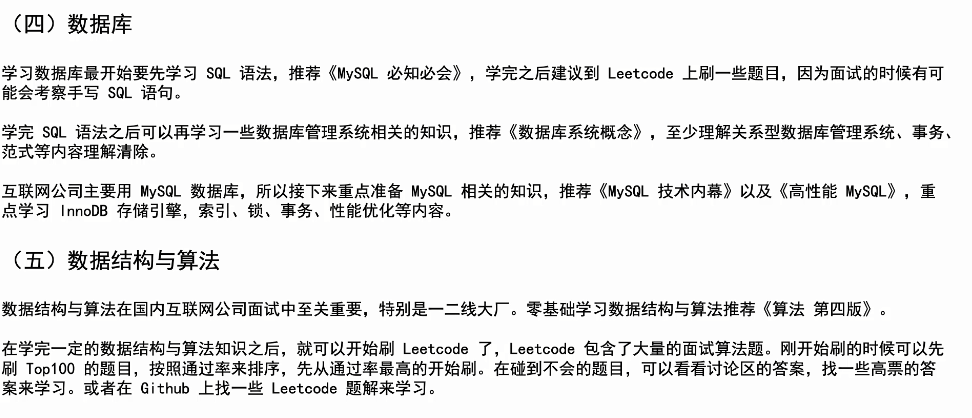 （四）数据库
学习数据库最开始要先学习 SQL 语法，推荐《MySQL 必知必会》，学完之后建议到 Leetcode 上刷一些题目，因为面试的时候有可
能会考察手写 SQL 语句。
学完 SQL 语法之后可以再学习一些数据库管理系统相关的知识，推荐《数据库系统概念》，至少理解关系型数据库管理系统、事务、
范式等内容理解清除。
互联网公司主要用 MySQL 数据库，所以接下来重点准备 MySQL 相关的知识，推荐《MySQL 技术内幕》以及《高性能 MySQL》，重
点学习 InnoDB 存储引擎，索引、锁、事务、性能优化等内容。
（五）数据结构与算法
数据结构与算法在国内互联网公司面试中至关重要，特别是一二线大厂。零基础学习数据结构与算法推荐《算法 第四版》。
在学完一定的数据结构与算法知识之后，就可以开始刷 Leetcode 了，Leetcode 包含了大量的面试算法题。刚开始刷的时候可以先
刷 Top100 的题目，按照通过率来排序，先从通过率最高的开始刷。在碰到不会的题目，可以看看讨论区的答案，找一些高票的答
案来学习。或者在 Github 上找一些 Leetcode 题解来学习。